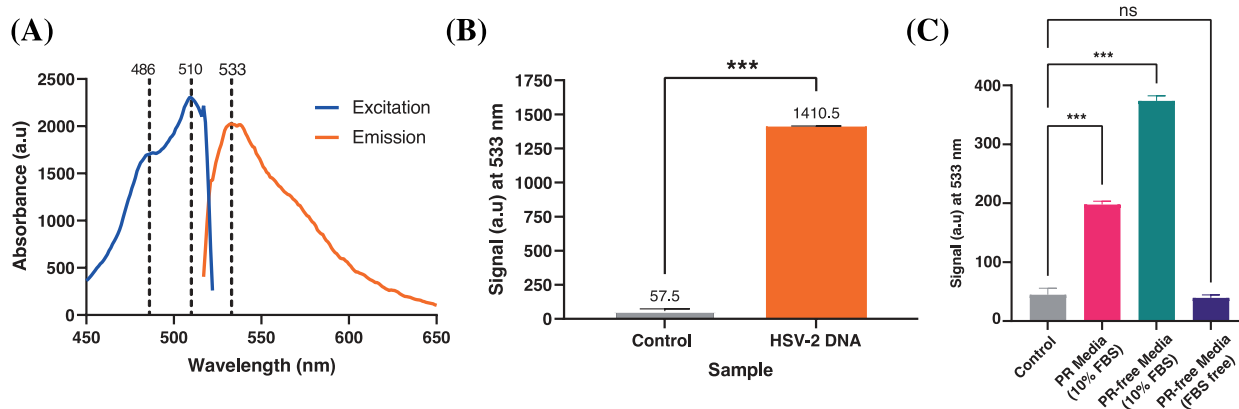 (A)
486 510 533
2500
2000
1500
1000
500
0
Absorbance (a.u)
450 500 550 600 650
Wavelength (nm)
Excitation
Emission
(B)
***
1750
1500
1250
1000
750
500
250
0
Signal (a.u) at 533 nm
57.5
1410.5
Control HSV-2 DNA
Sample
(C)
ns
***
***
400
300
200
100
0
Signal (a.u) at 533 nm
Control
PR Media
(10% FBS)
PR-free Media
(10% FBS)
PR-free Media
(FBS free)